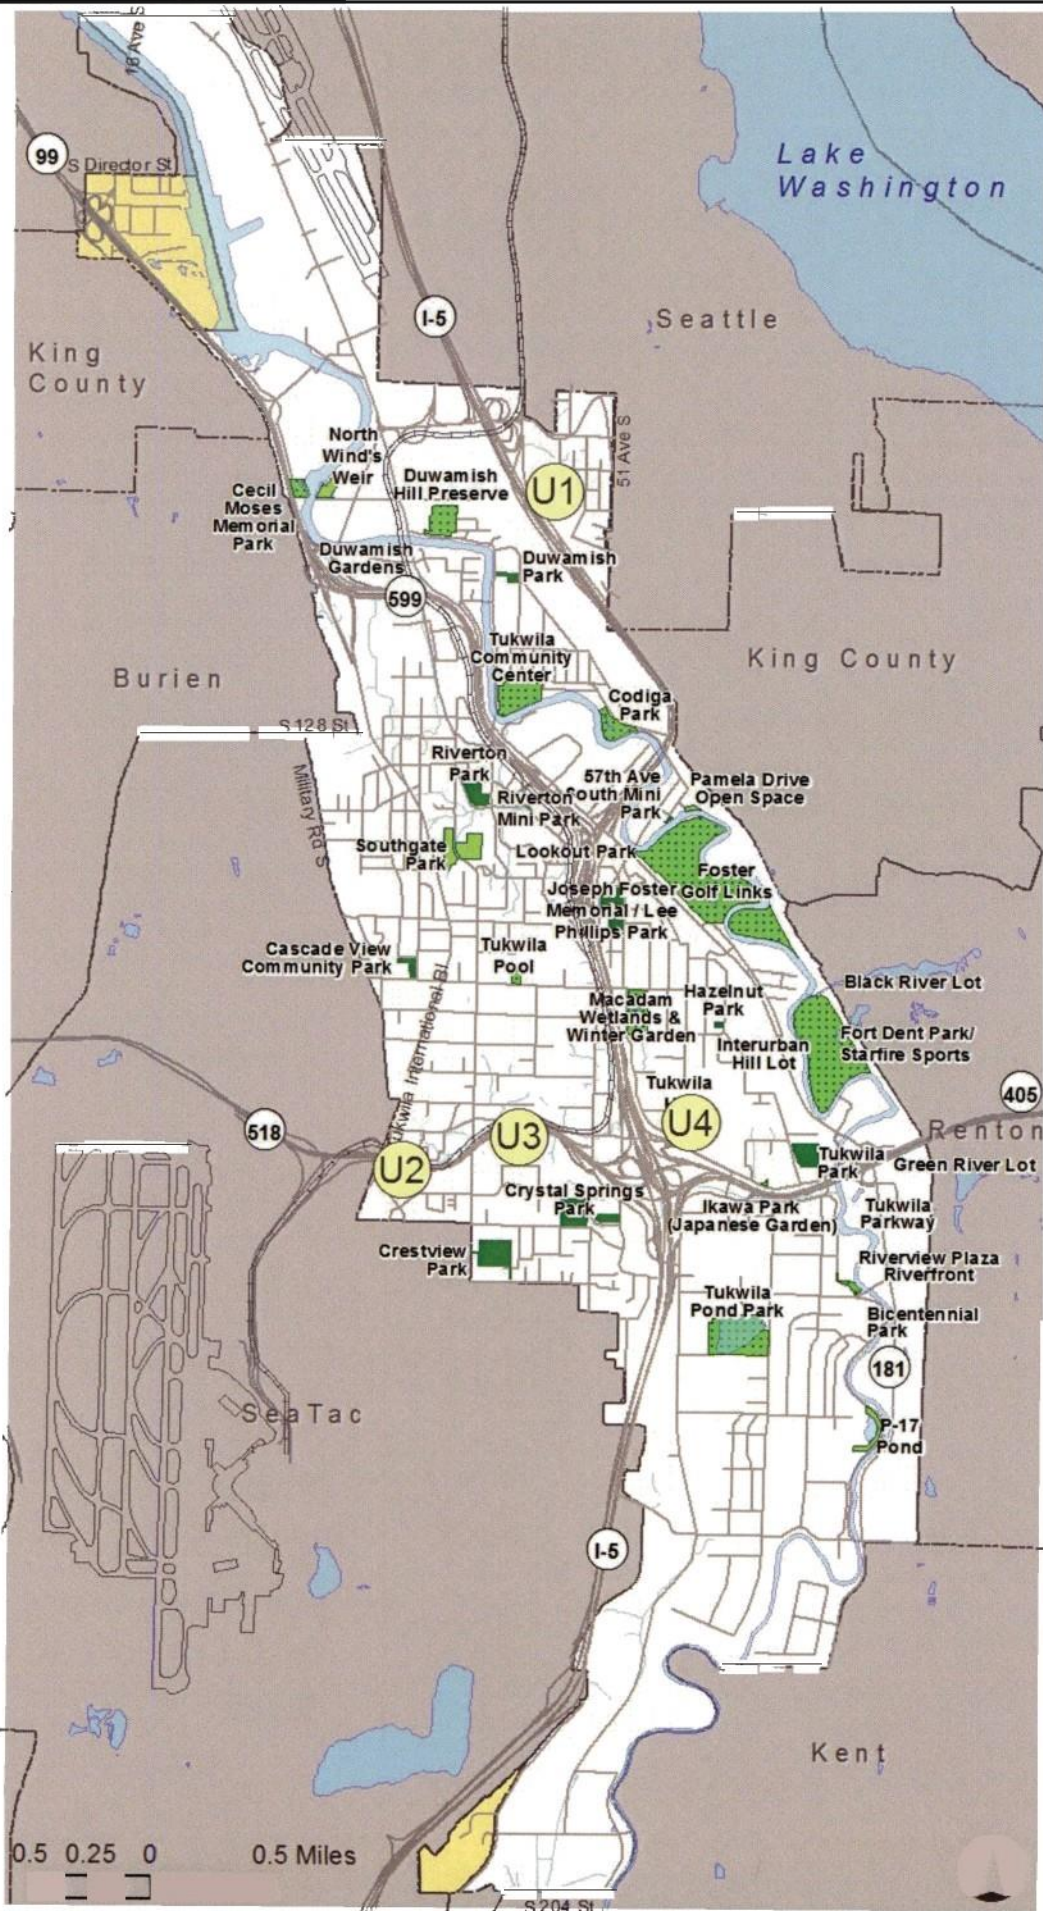 16 Ave S
99
S Director St
Lake
Washington
I-5
Seattle
King
County
51 Ave S
North
Wind's
Weir
Duwamish
Hill Preserve
U1
Cecil
Moses
Memorial
Park
Duwamish
Gardens
Duwamish
Park
599
Tukwila
Community
Center
King County
Burien
Codiga
Park
S 128 St
Military Rd S
Riverton
Park
Riverton
Mini Park
57th Ave
South Mini
Park
Pamela Drive
Open Space
Southgate
Park
Lookout Park
Foster
Golf Links
Joseph Foster
Memorial / Lee
Phillips Park
Cascade View
Community Park
Tukwila
Pool
Tukwila International Bl
Macadam
Wetlands &
Winter Garden
Hazelnut
Park
Interurban
Hill Lot
Black River Lot
Fort Dent Park/
Starfire Sports
405
Tukwila
518
U3
U4
U2
Renton
Tukwila
Park
Green River Lot
Crystal Springs
Park
Ikawa Park
(Japanese Garden)
Tukwila
Parkway
Crestview
Park
Riverview Plaza
Riverfront
Tukwila
Pond Park
Bicentennial
Park
181
SeaTac
P-17
Pond
I-5
Kent
0.5 0.25 0 0.5 Miles
S 204 St